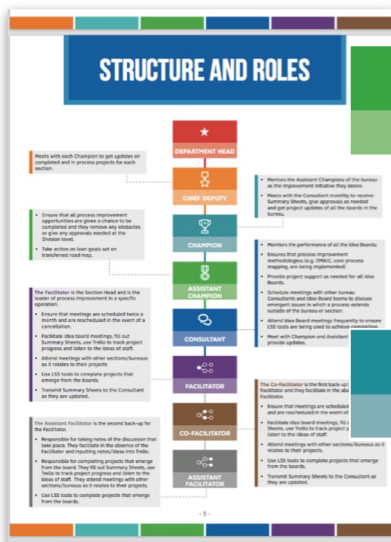 STRUCTURE AND ROLES
DEPARTMENT HEAD
Meets with each Champion to get updates on
completed and in process projects for each
section.
CHIEF DEPUTY
• Mentors the Assistant Champions of the bureau
as the improvement initiative they desire.
• Meets with the Consultant monthly to receive
Summary Sheets, give approvals as needed
and get project updates of all the boards in the
bureau.
CHAMPION
• Ensure that all process improvement
opportunities are given a chance to be
completed and they remove any obstacles
or give any approvals needed at the
Division level.
• Take action on lean goals set on
transferred road map.
ASSISTANT
CHAMPION
• Mentors the performance of all the Idea Boards.
• Ensures that process improvement
methodologies (e.g. DMAIC, core process
mapping, are being implemented)
• Provide project support as needed for all Idea
Boards.
• Schedule meetings with other bureau
Consultants and Idea Board teams to discuss
emergent issues in which a process extends
outside of the bureau or section.
• Attend Idea Board meetings frequently to ensure
LSS tools are being used to achieve completion.
• Meet with Champion and Assistant
provide updates.
CONSULTANT
The Facilitator is the Section Head and is the
leader of process improvement in a specific
operation.
• Ensure that meetings are scheduled twice a
month and are rescheduled in the event of a
cancellation.
• Facilitate idea board meetings, fill out
Summary Sheets, use Trello to track project
progress and listen to the ideas of staff.
• Attend meetings with other sections/bureaus
as it relates to their projects
• Use LSS tools to complete projects that
emerge from the boards.
• Transmit Summary Sheets to the Consultant
as they are updated.
FACILITATOR
The Co-Facilitator is the first back-up
Facilitator and they facilitate in the
Facilitator.
• Ensure that meetings are scheduled
and are rescheduled in the event of
• Facilitate idea board meetings, fill
Sheets, use Trello to track
listen to the ideas of staff.
• Attend meetings with other sections/bureaus as it
relates to their projects.
• Use LSS tools to complete projects that emerge
from the boards.
• Transmit Summary Sheets to the Consultant as
they are updated.
CO-FACILITATOR
The Assistant Facilitator is the second back-up for
the Facilitator.
• Responsible for taking notes of the discussion that
take place. They facilitate in the absence of the
Facilitator and inputting notes/ideas into Trello.
• Responsible for completing projects that emerge
from the board. They fill out Summary Sheets, use
Trello to track project progress and listen to the
ideas of staff. They attend meetings with other
sections/bureaus as it relates to their projects.
• Use LSS tools to complete projects that emerge
from the boards.
ASSISTANT
FACILITATOR
- 5 -